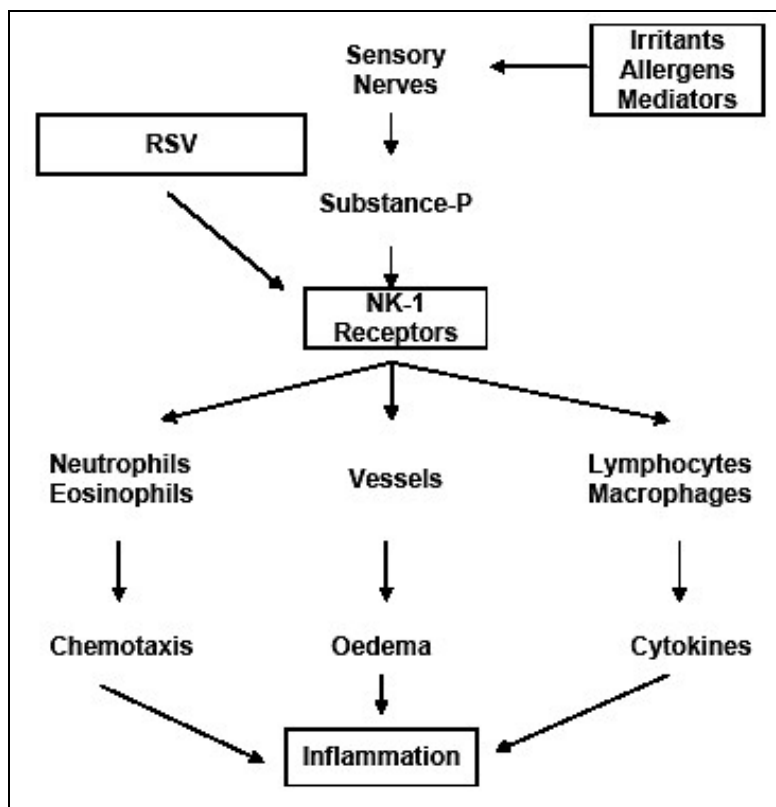 Irritants
Allergens
Mediators
Sensory
Nerves
RSV
Substance-P
NK-1
Receptors
Neutrophils
Eosinophils
Vessels
Lymphocytes
Macrophages
Chemotaxis
Oedema
Cytokines
Inflammation